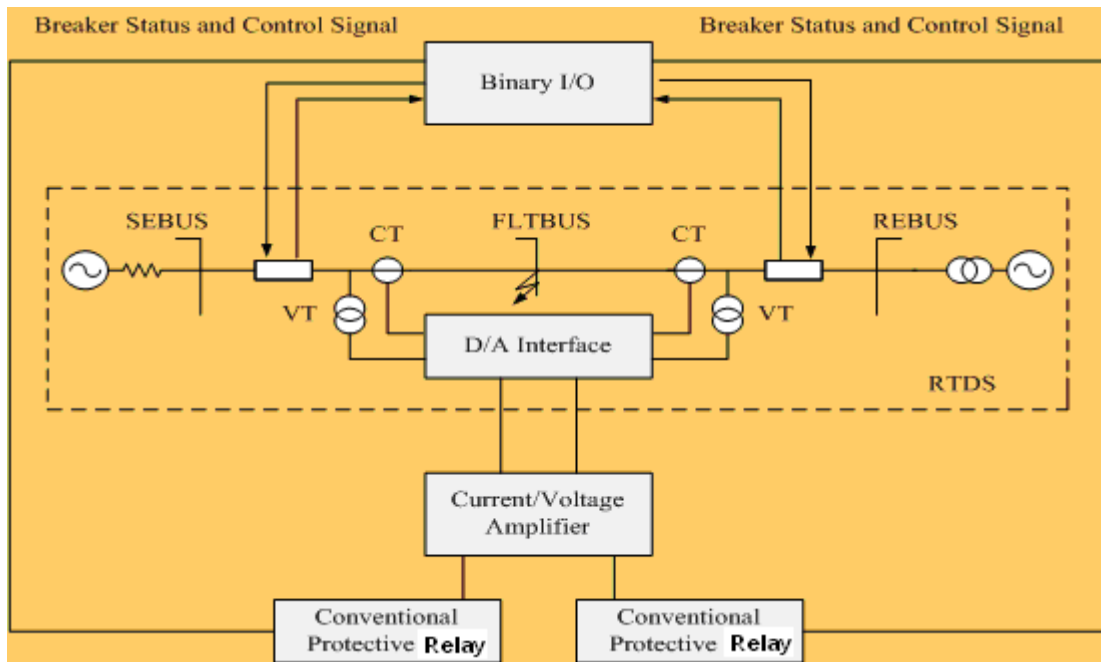 Breaker Status and Control Signal
Breaker Status and Control Signal
Binary I/O
SEBUS
CT
FLTBUS
CT
REBUS
VT
VT
D/A Interface
RTDS
Current/Voltage
Amplifier
Conventional
Protective Relay
Conventional
Protective Relay